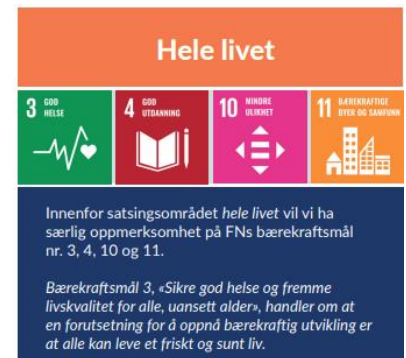 Hele livet
3 GOD
HELSE
4 GOD
UTDANNING
10 MINDRE
ULIKHET
11 BÆREKRAFTIGE
BYER OG SAMFUNN
Innenfor satsingsområdet hele livet vil vi ha
særlig oppmerksomhet på FNs bærekraftsmål
nr. 3, 4, 10 og 11.
Bærekraftsmål 3, «Sikre god helse og fremme
livskvalitet for alle, uansett alder», handler om at
en forutsetning for å oppnå bærekraftig utvikling er
at alle kan leve et friskt og sunt liv.